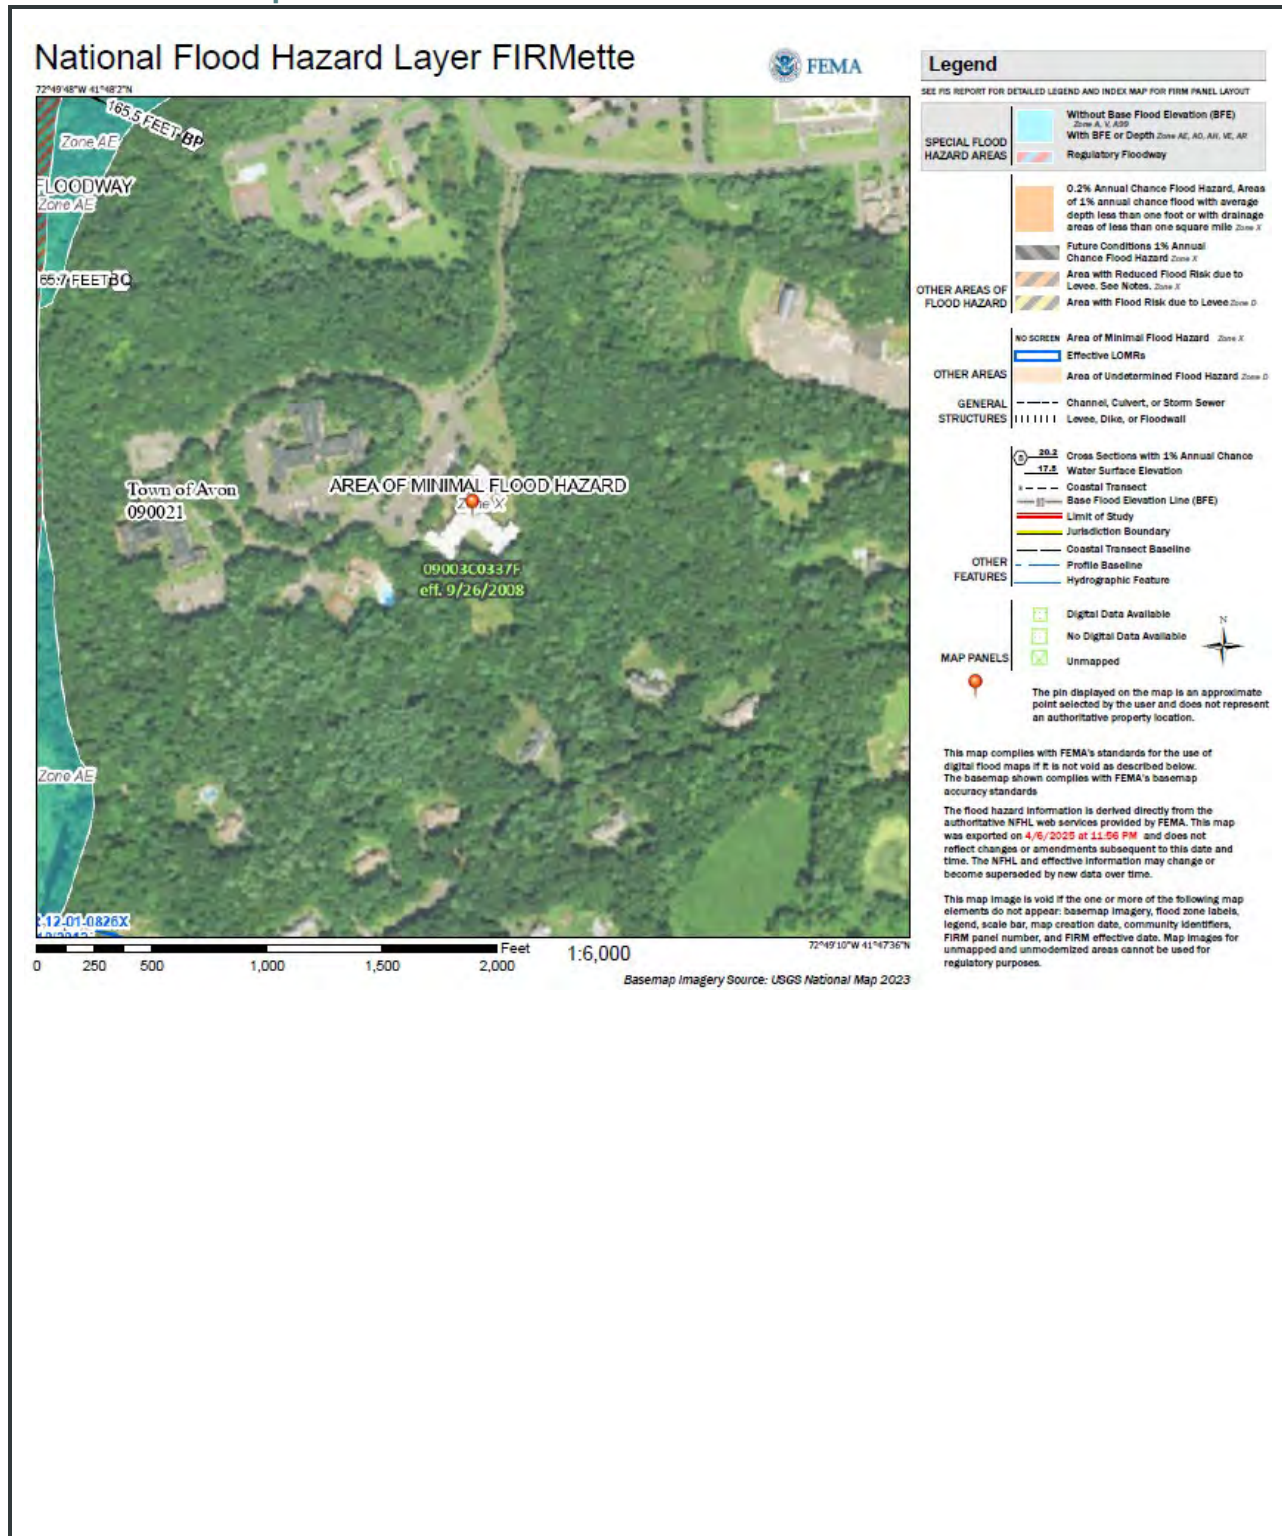 National Flood Hazard Layer FIRMette
FEMA
72°49'48"W 41°48'2"N
165.5 FEET BP
Zone AE
FLOODWAY
Zone AE
65.7 FEET BQ
Town of Avon
090021
AREA OF MINIMAL FLOOD HAZARD
Zone X
09003C0337F
eff. 9/26/2008
Zone AE
12-01-0826X
72°49'10"W 41°47'36"N
0 250 500 1,000 1,500 2,000
Feet
1:6,000
Basemap Imagery Source: USGS National Map 2023
Legend
SEE FIS REPORT FOR DETAILED LEGEND AND INDEX MAP FOR FIRM PANEL LAYOUT
SPECIAL FLOOD
HAZARD AREAS
Without Base Flood Elevation (BFE)
Zone A, V, A99
With BFE or Depth Zone AE, AO, AH, VE, AR
Regulatory Floodway
OTHER AREAS OF
FLOOD HAZARD
0.2% Annual Chance Flood Hazard, Areas
of 1% annual chance flood with average
depth less than one foot or with drainage
areas of less than one square mile Zone X
Future Conditions 1% Annual
Chance Flood Hazard Zone X
Area with Reduced Flood Risk due to
Levee. See Notes. Zone X
Area with Flood Risk due to Levee Zone D
OTHER AREAS
NO SCREEN Area of Minimal Flood Hazard Zone X
Effective LOMRs
Area of Undetermined Flood Hazard Zone D
GENERAL
STRUCTURES
Channel, Culvert, or Storm Sewer
Levee, Dike, or Floodwall
OTHER
FEATURES
B 20.2 Cross Sections with 1% Annual Chance
17.5 Water Surface Elevation
Coastal Transect
Base Flood Elevation Line (BFE)
Limit of Study
Jurisdiction Boundary
Coastal Transect Baseline
Profile Baseline
Hydrographic Feature
MAP PANELS
Digital Data Available
No Digital Data Available
Unmapped
N
The pin displayed on the map is an approximate
point selected by the user and does not represent
an authoritative property location.
This map complies with FEMA's standards for the use of
digital flood maps if it is not void as described below.
The basemap shown complies with FEMA's basemap
accuracy standards
The flood hazard information is derived directly from the
authoritative NFHL web services provided by FEMA. This map
was exported on 4/6/2025 at 11:56 PM and does not
reflect changes or amendments subsequent to this date and
time. The NFHL and effective information may change or
become superseded by new data over time.
This map image is void if the one or more of the following map
elements do not appear: basemap imagery, flood zone labels,
legend, scale bar, map creation date, community identifiers,
FIRM panel number, and FIRM effective date. Map images for
unmapped and unmodernized areas cannot be used for
regulatory purposes.